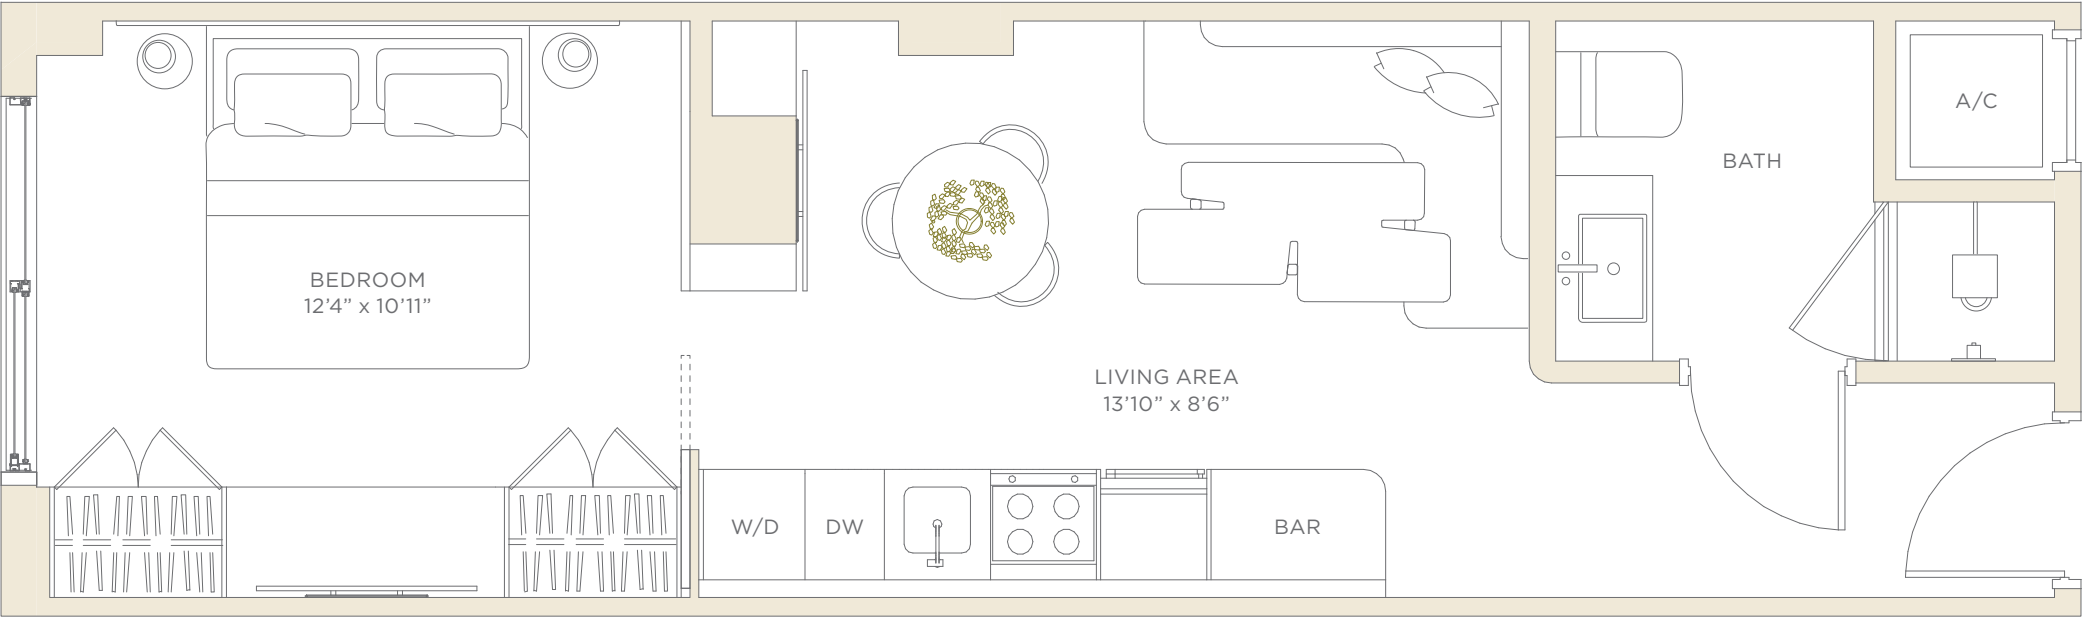 A/C
BATH
BEDROOM
12’4” x 10’11”
LIVING AREA
13’10” x 8’6”
W/D
DW
BAR